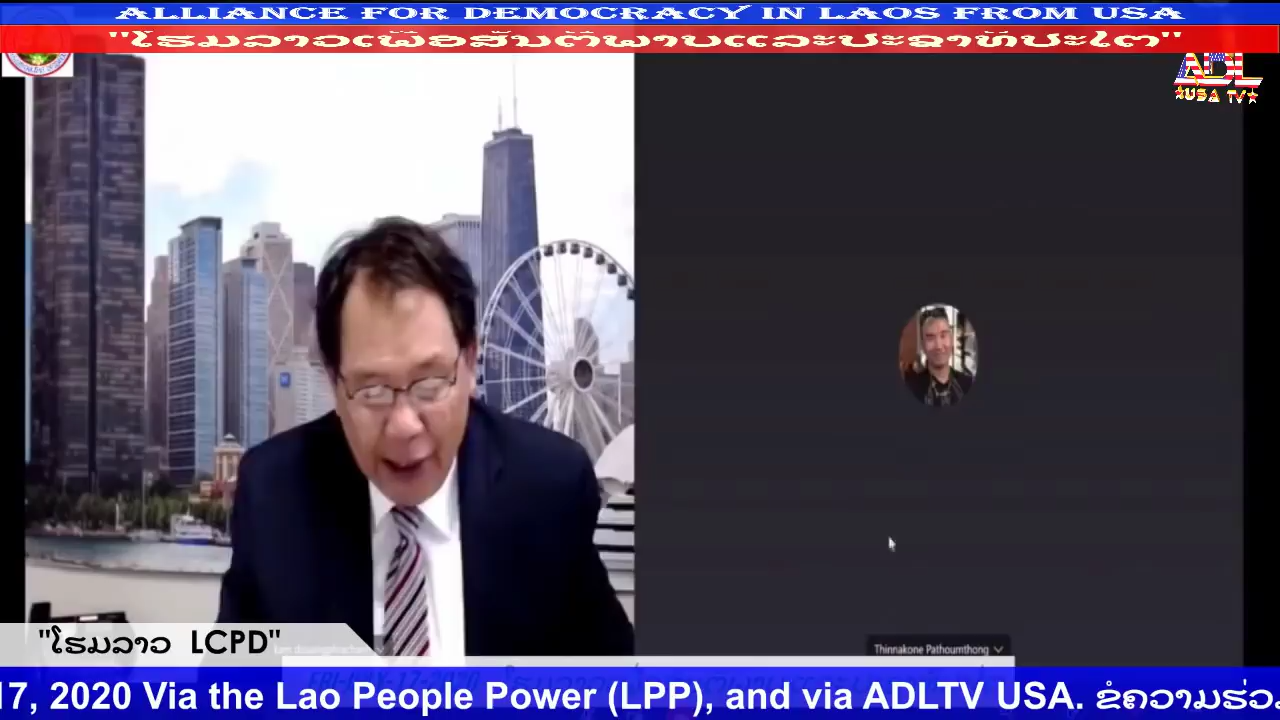 ALLIANCE FOR DEMOCRACY IN LAOS FROM USA
"ໂຮມລາວເພື່ອສັນຕິພາບແລະປະຊາທິປະໄຕ"
ADL
USA TV
"ໂຮມລາວ LCPD"
Thinnakone Pathoumthong
17, 2020 Via the Lao People Power (LPP), and via ADLTV USA. ຂໍຄວາມຮ່ວມ